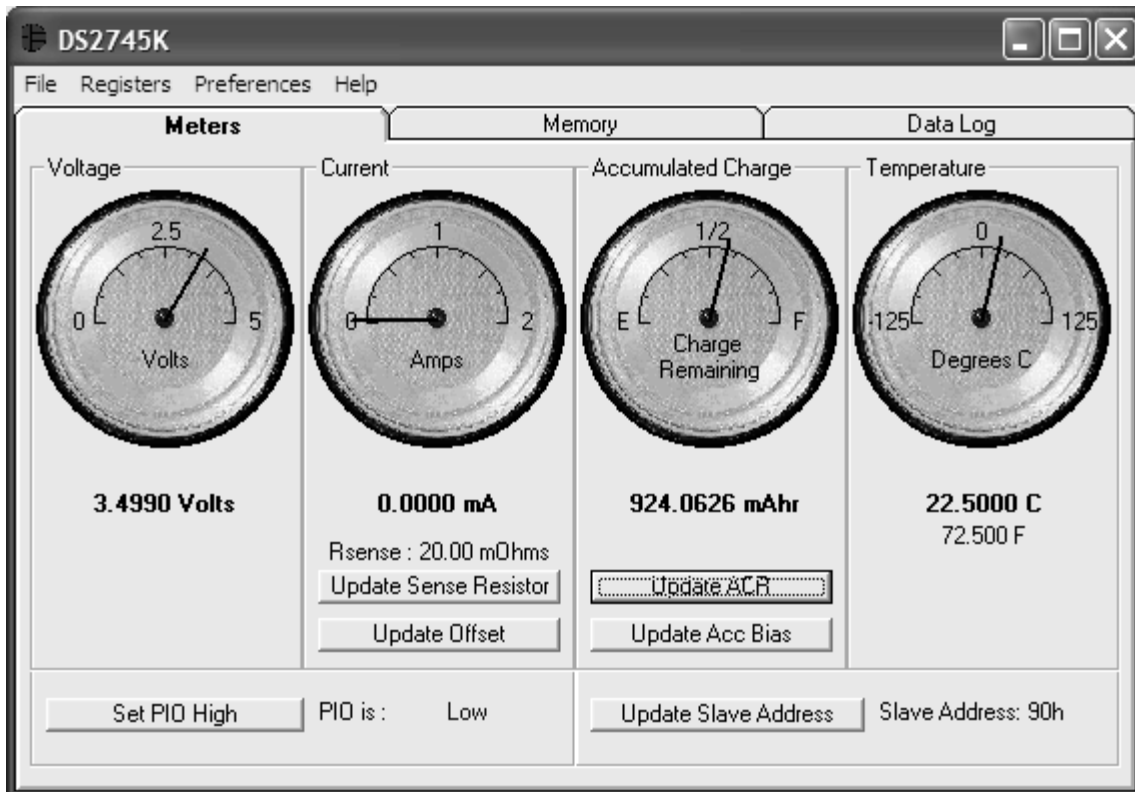 DS2745K
File Registers Preferences Help
Meters Memory Data Log
Voltage
2.5
0 5
Volts
3.4990 Volts
Current
1
0 2
Amps
0.0000 mA
Rsense : 20.00 mOhms
Update Sense Resistor
Update Offset
Accumulated Charge
1/2
E F
Charge
Remaining
924.0626 mAhr
Update ACR
Update Acc Bias
Temperature
0
-125 125
Degrees C
22.5000 C
72.500 F
Set PIO High PIO is : Low
Update Slave Address Slave Address: 90h